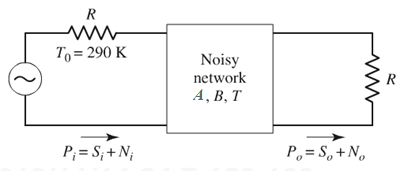 R
T₀ = 290 K
Noisy
network
A, B, T
R
Pᵢ = Sᵢ + Nᵢ
Pₒ = Sₒ + Nₒ